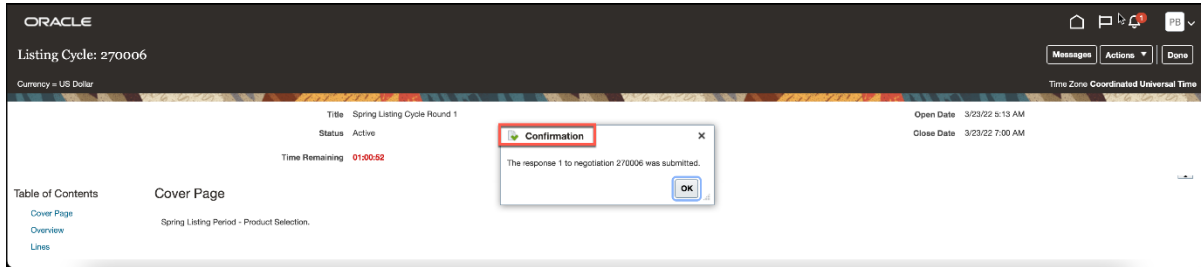 ORACLE
1
PB
Listing Cycle: 270006
Messages Actions Done
Currency = US Dollar
Time Zone Coordinated Universal Time
Title Spring Listing Cycle Round 1
Open Date 3/23/22 5:13 AM
Status Active
Close Date 3/23/22 7:00 AM
Time Remaining 01:00:52
Confirmation
The response 1 to negotiation 270006 was submitted.
OK
Table of Contents
Cover Page
Overview
Lines
Cover Page
Spring Listing Period - Product Selection.